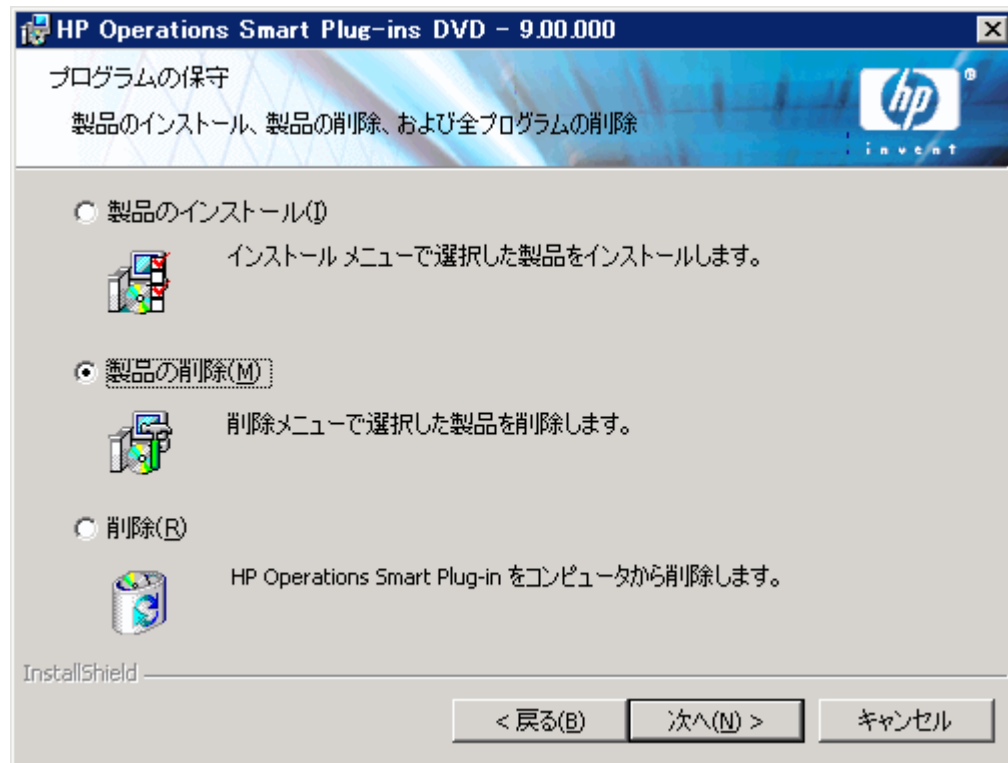 HP Operations Smart Plug-ins DVD - 9.00.000
プログラムの保守
製品のインストール、製品の削除、および全プログラムの削除
hp
®
invent
製品のインストール(I)
インストール メニューで選択した製品をインストールします。
製品の削除(M)
削除メニューで選択した製品を削除します。
削除(R)
HP Operations Smart Plug-in をコンピュータから削除します。
InstallShield
< 戻る(B)
次へ(N) >
キャンセル